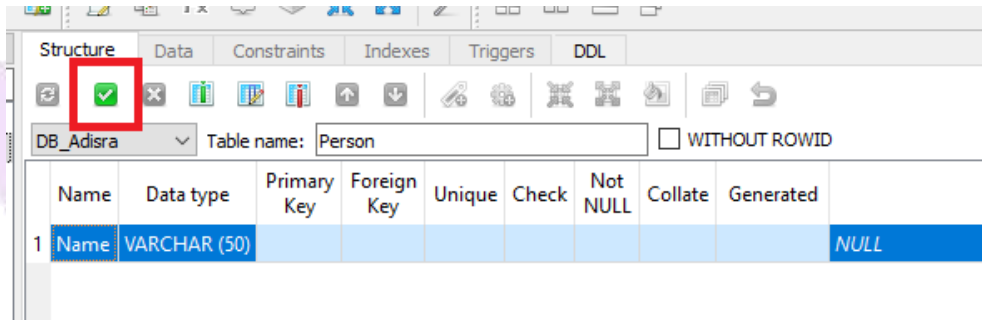 Structure Data Constraints Indexes Triggers DDL
DB_Adisra Table name: Person WITHOUT ROWID
Name Data type Primary Key Foreign Key Unique Check Not NULL Collate Generated
1 Name VARCHAR (50) NULL